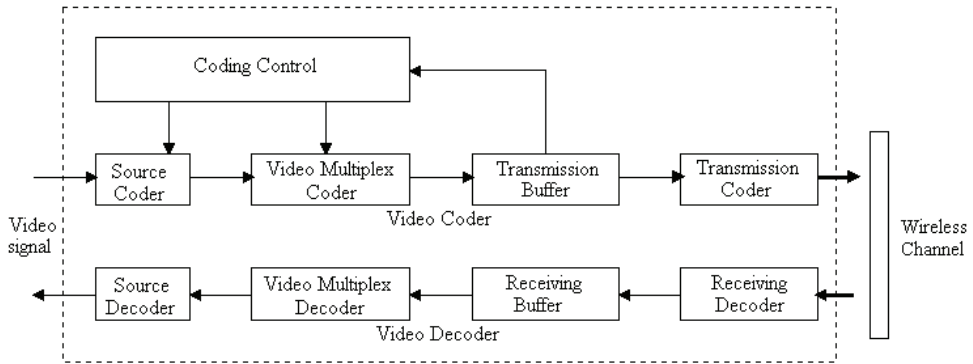 Coding Control
Source
Coder
Video Multiplex
Coder
Transmission
Buffer
Transmission
Coder
Video Coder
Video
signal
Wireless
Channel
Source
Decoder
Video Multiplex
Decoder
Receiving
Buffer
Receiving
Decoder
Video Decoder